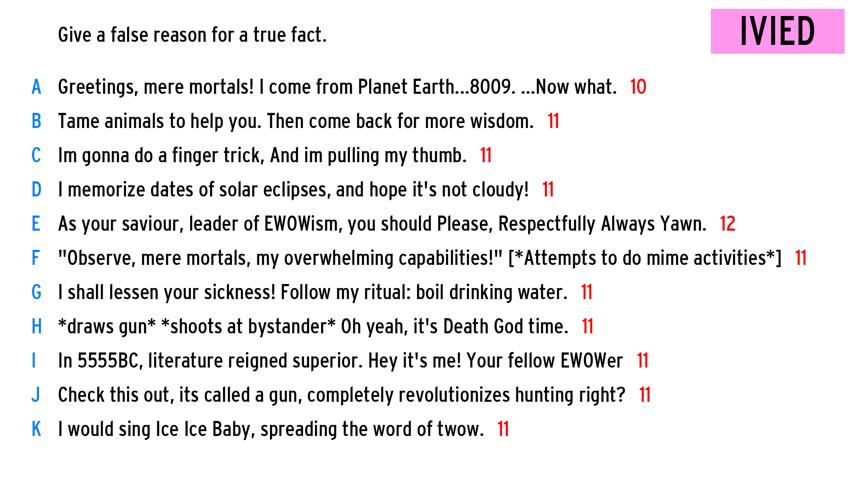 Give a false reason for a true fact.
IVIED
A Greetings, mere mortals! I come from Planet Earth...8009. ...Now what. 10
B Tame animals to help you. Then come back for more wisdom. 11
C Im gonna do a finger trick, And im pulling my thumb. 11
D I memorize dates of solar eclipses, and hope it's not cloudy! 11
E As your saviour, leader of EWOWism, you should Please, Respectfully Always Yawn. 12
F "Observe, mere mortals, my overwhelming capabilities!" [*Attempts to do mime activities*] 11
G I shall lessen your sickness! Follow my ritual: boil drinking water. 11
H *draws gun* *shoots at bystander* Oh yeah, it's Death God time. 11
I In 5555BC, literature reigned superior. Hey it's me! Your fellow EWOWer 11
J Check this out, its called a gun, completely revolutionizes hunting right? 11
K I would sing Ice Ice Baby, spreading the word of twow. 11